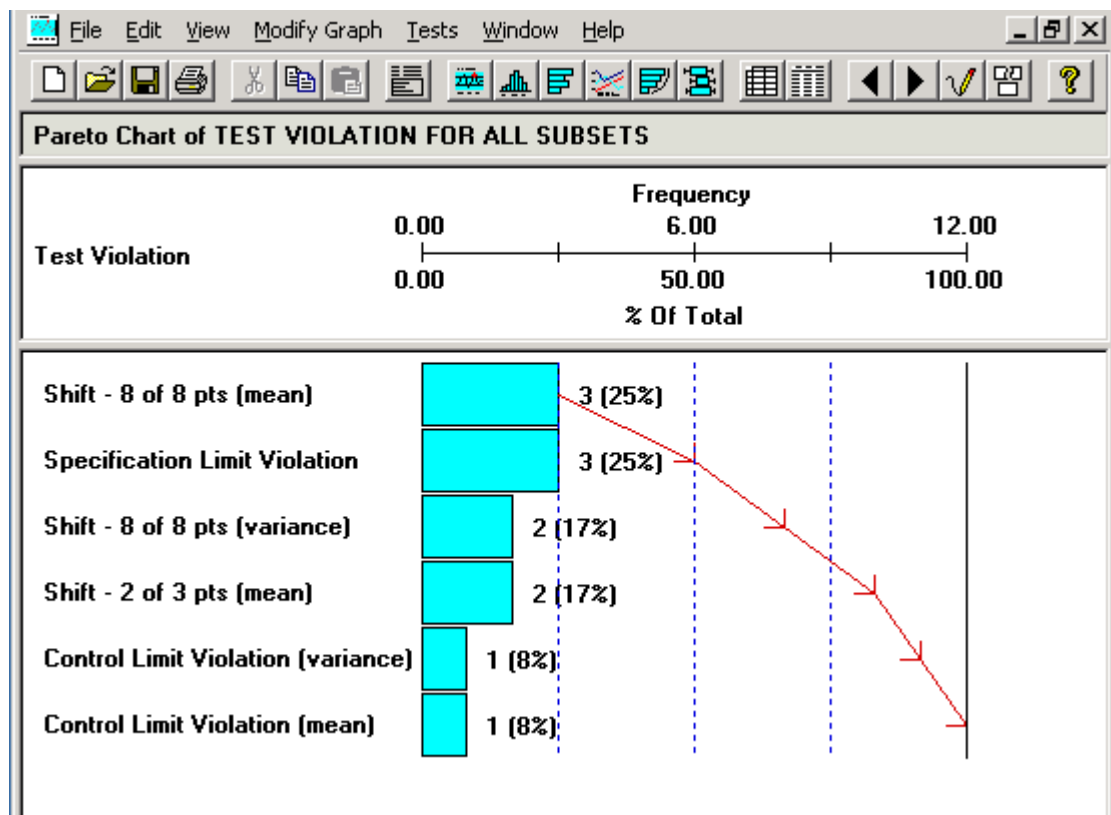 File Edit View Modify Graph Tests Window Help
Pareto Chart of TEST VIOLATION FOR ALL SUBSETS
Frequency
0.00 6.00 12.00
Test Violation
0.00 50.00 100.00
% Of Total
Shift - 8 of 8 pts (mean) 3 (25%)
Specification Limit Violation 3 (25%)
Shift - 8 of 8 pts (variance) 2 (17%)
Shift - 2 of 3 pts (mean) 2 (17%)
Control Limit Violation (variance) 1 (8%)
Control Limit Violation (mean) 1 (8%)